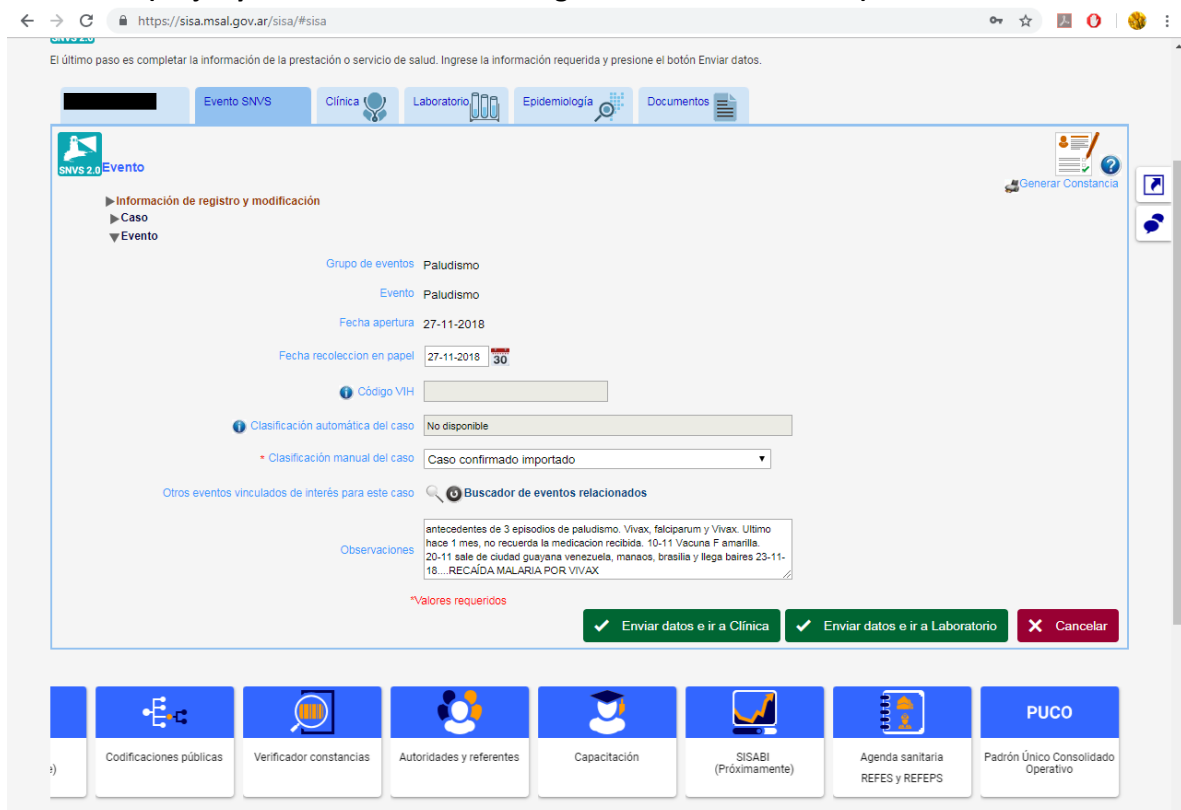 https://sisa.msal.gov.ar/sisa/#sisa
El último paso es completar la información de la prestación o servicio de salud. Ingrese la información requerida y presione el botón Enviar datos.
Evento SNVS
Clínica
Laboratorio
Epidemiología
Documentos
SNVS 2.0
Evento
Generar Constancia
Información de registro y modificación
Caso
Evento
Grupo de eventos Paludismo
Evento Paludismo
Fecha apertura 27-11-2018
Fecha recoleccion en papel 27-11-2018 30
Código VIH
Clasificación automática del caso No disponible
* Clasificación manual del caso Caso confirmado importado
Otros eventos vinculados de interés para este caso Buscador de eventos relacionados
Observaciones
antecedentes de 3 episodios de paludismo. Vivax, falciparum y Vivax. Ultimo
hace 1 mes, no recuerda la medicacion recibida. 10-11 Vacuna F amarilla.
20-11 sale de ciudad guayana venezuela, manaos, brasilia y llega baires 23-11-
18....RECAÍDA MALARIA POR VIVAX
*Valores requeridos
Enviar datos e ir a Clínica
Enviar datos e ir a Laboratorio
Cancelar
Codificaciones públicas
Verificador constancias
Autoridades y referentes
Capacitación
SISABI
(Próximamente)
Agenda sanitaria
REFES y REFEPS
PUCO
Padrón Único Consolidado
Operativo